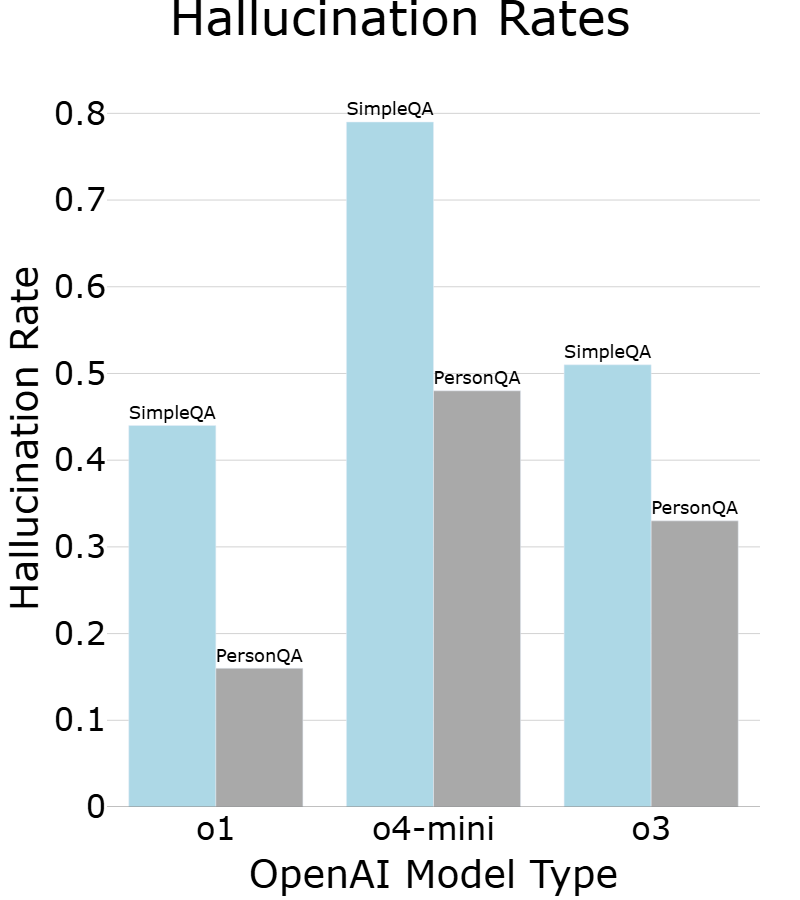 Hallucination Rates
Hallucination Rate
0.8
0.7
0.6
0.5
0.4
0.3
0.2
0.1
0
SimpleQA
PersonQA
SimpleQA
PersonQA
SimpleQA
PersonQA
o1
o4-mini
o3
OpenAI Model Type